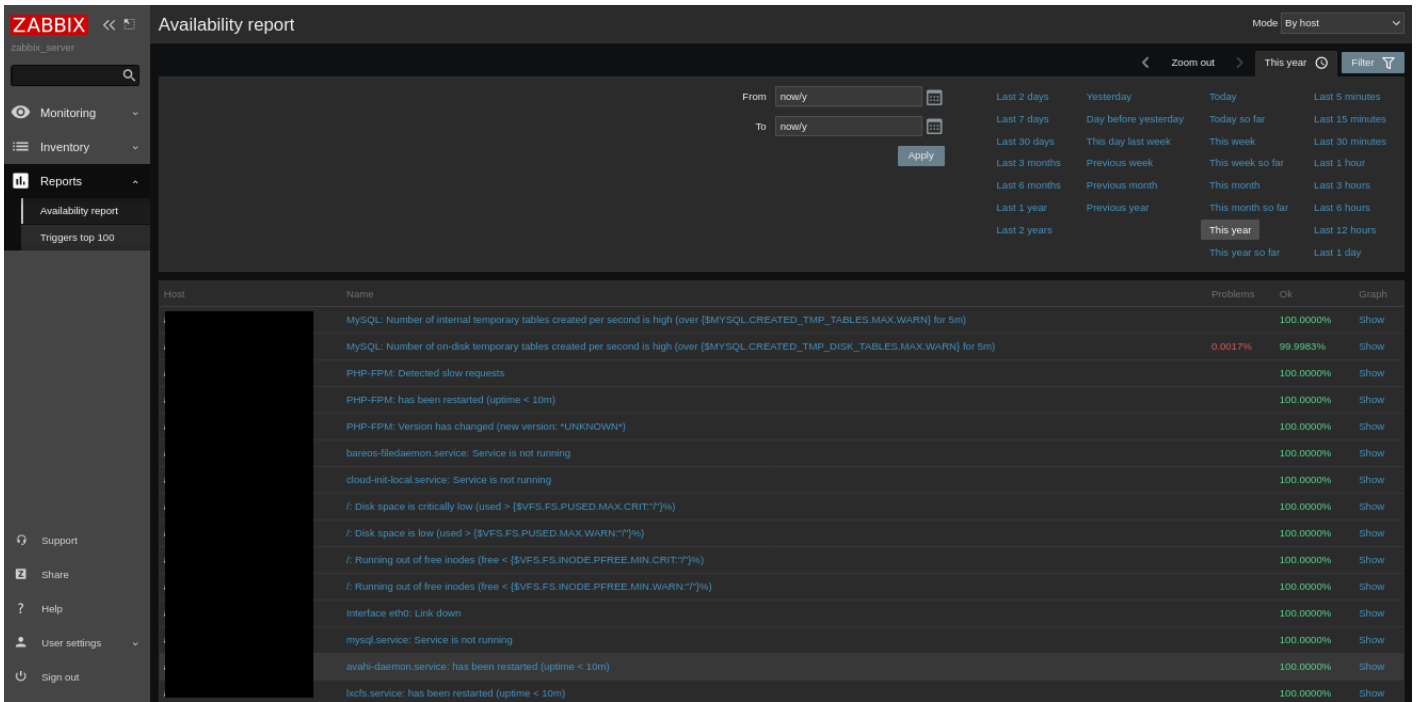 ZABBIX
Availability report
Mode By host
zabbix_server
Zoom out
This year
Filter
Monitoring
Inventory
Reports
Availability report
Triggers top 100
Support
Share
? Help
User settings
Sign out
From now/y
To now/y
Apply
Last 2 days Yesterday Today Last 5 minutes
Last 7 days Day before yesterday Today so far Last 15 minutes
Last 30 days This day last week This week Last 30 minutes
Last 3 months Previous week This week so far Last 1 hour
Last 6 months Previous month This month Last 3 hours
Last 1 year Previous year This month so far Last 6 hours
Last 2 years This year Last 12 hours
This year so far Last 1 day
Host Name Problems Ok Graph
MySQL: Number of internal temporary tables created per second is high (over {$MYSQL.CREATED_TMP_TABLES.MAX.WARN} for 5m) 100.0000% Show
MySQL: Number of on-disk temporary tables created per second is high (over {$MYSQL.CREATED_TMP_DISK_TABLES.MAX.WARN} for 5m) 0.0017% 99.9983% Show
PHP-FPM: Detected slow requests 100.0000% Show
PHP-FPM: has been restarted (uptime < 10m) 100.0000% Show
PHP-FPM: Version has changed (new version: *UNKNOWN*) 100.0000% Show
bareos-filedaemon.service: Service is not running 100.0000% Show
cloud-init-local.service: Service is not running 100.0000% Show
/: Disk space is critically low (used > {$VFS.FS.PUSED.MAX.CRIT:"/"}%) 100.0000% Show
/: Disk space is low (used > {$VFS.FS.PUSED.MAX.WARN:"/"}%) 100.0000% Show
/: Running out of free inodes (free < {$VFS.FS.INODE.PFREE.MIN.CRIT:"/"}%) 100.0000% Show
/: Running out of free inodes (free < {$VFS.FS.INODE.PFREE.MIN.WARN:"/"}%) 100.0000% Show
Interface eth0: Link down 100.0000% Show
mysql.service: Service is not running 100.0000% Show
avahi-daemon.service: has been restarted (uptime < 10m) 100.0000% Show
lxcfs.service: has been restarted (uptime < 10m) 100.0000% Show